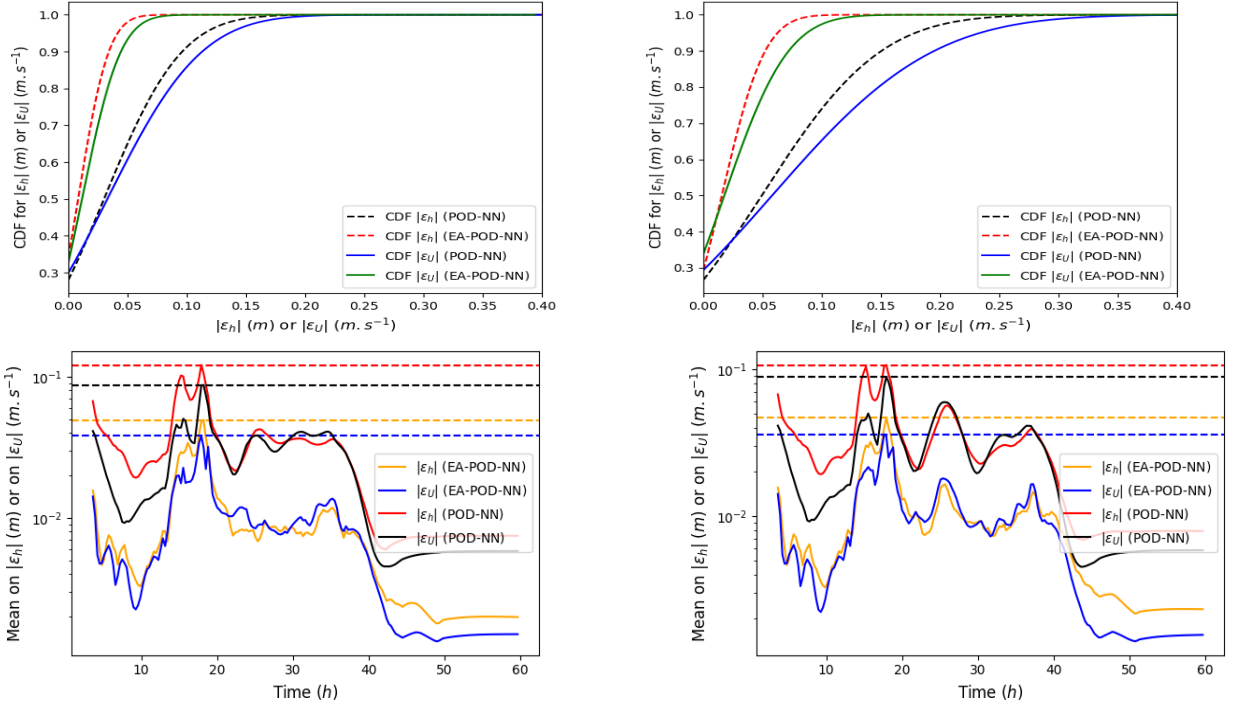 1.0
0.9
0.8
0.7
0.6
0.5
0.4
0.3
CDF for |ε_h| (m) or |ε_U| (m.s⁻¹)
CDF |ε_h| (POD-NN)
CDF |ε_h| (EA-POD-NN)
CDF |ε_U| (POD-NN)
CDF |ε_U| (EA-POD-NN)
0.00 0.05 0.10 0.15 0.20 0.25 0.30 0.35 0.40
|ε_h| (m) or |ε_U| (m.s⁻¹)
1.0
0.9
0.8
0.7
0.6
0.5
0.4
0.3
CDF for |ε_h| (m) or |ε_U| (m.s⁻¹)
CDF |ε_h| (POD-NN)
CDF |ε_h| (EA-POD-NN)
CDF |ε_U| (POD-NN)
CDF |ε_U| (EA-POD-NN)
0.00 0.05 0.10 0.15 0.20 0.25 0.30 0.35 0.40
|ε_h| (m) or |ε_U| (m.s⁻¹)
10⁻¹
10⁻²
Mean on |ε_h| (m) or on |ε_U| (m.s⁻¹)
|ε_h| (EA-POD-NN)
|ε_U| (EA-POD-NN)
|ε_h| (POD-NN)
|ε_U| (POD-NN)
10 20 30 40 50 60
Time (h)
10⁻¹
10⁻²
Mean on |ε_h| (m) or on |ε_U| (m.s⁻¹)
|ε_h| (EA-POD-NN)
|ε_U| (EA-POD-NN)
|ε_h| (POD-NN)
|ε_U| (POD-NN)
10 20 30 40 50 60
Time (h)